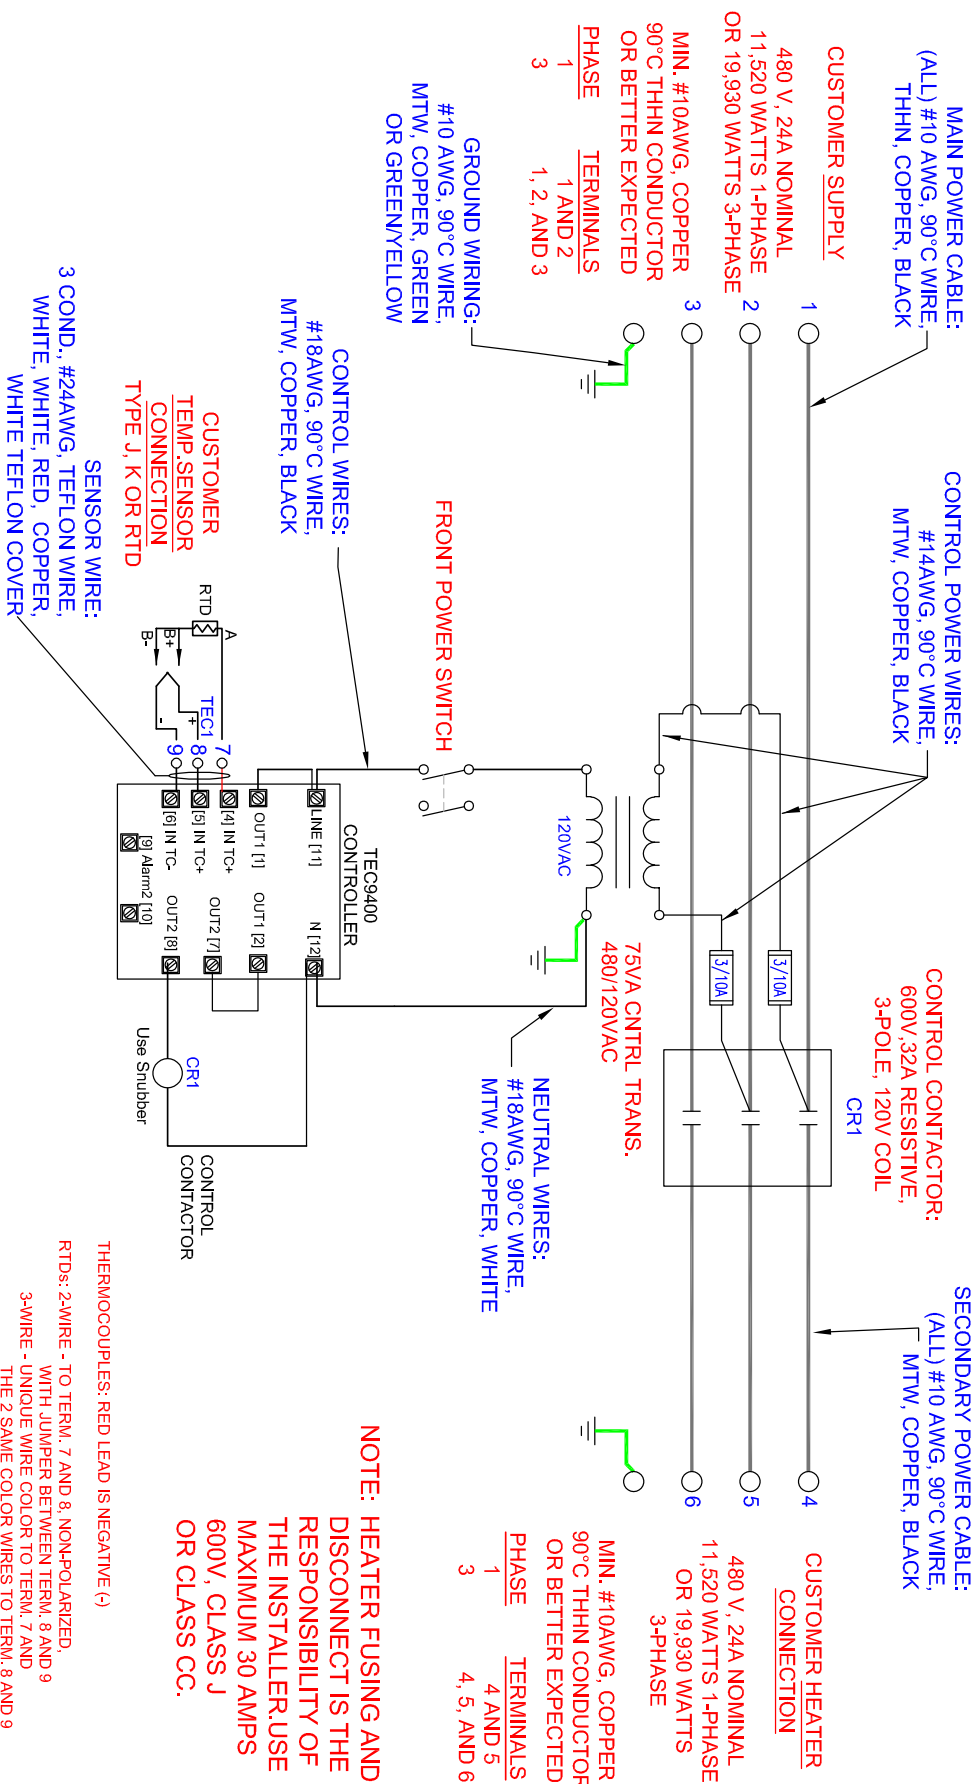 MAIN POWER CABLE:
(ALL) #10 AWG, 90°C WIRE,
THHN, COPPER, BLACK
CONTROL POWER WIRES:
#14AWG, 90°C WIRE,
MTW, COPPER, BLACK
CONTROL CONTACTOR:
600V,32A RESISTIVE,
3-POLE, 120V COIL
CR1
SECONDARY POWER CABLE:
(ALL) #10 AWG, 90°C WIRE,
MTW, COPPER, BLACK
CUSTOMER SUPPLY
480 V, 24A NOMINAL
11,520 WATTS 1-PHASE
OR 19,930 WATTS 3-PHASE
MIN. #10AWG, COPPER
90°C THHN CONDUCTOR
OR BETTER EXPECTED
PHASE TERMINALS
1 1 AND 2
3 1, 2, AND 3
1
2
3
3/10A
3/10A
4
5
6
CUSTOMER HEATER
CONNECTION
480 V, 24A NOMINAL
11,520 WATTS 1-PHASE
OR 19,930 WATTS
3-PHASE
MIN. #10AWG, COPPER
90°C THHN CONDUCTOR
OR BETTER EXPECTED
PHASE TERMINALS
1 4 AND 5
3 4, 5, AND 6
GROUND WIRING:
#10 AWG, 90°C WIRE,
MTW, COPPER, GREEN
OR GREEN/YELLOW
120VAC
75VA CNTRL TRANS.
480/120VAC
FRONT POWER SWITCH
NEUTRAL WIRES:
#18AWG, 90°C WIRE,
MTW, COPPER, WHITE
CONTROL WIRES:
#18AWG, 90°C WIRE,
MTW, COPPER, BLACK
TEC9400
CONTROLLER
LINE [11]
N [12]
OUT1 [1]
OUT1 [2]
[4] IN TC+
[5] IN TC+
OUT2 [7]
[6] IN TC-
OUT2 [8]
[9] Alarm2 [10]
CUSTOMER
TEMP.SENSOR
CONNECTION
TYPE J, K OR RTD
RTD
A
B+
B-
+
-
TEC1
7
8
9
SENSOR WIRE:
3 COND., #24AWG, TEFLON WIRE,
WHITE, WHITE, RED, COPPER,
WHITE TEFLON COVER
CR1
Use Snubber
CONTROL
CONTACTOR
NOTE: HEATER FUSING AND
DISCONNECT IS THE
RESPONSIBILITY OF
THE INSTALLER.USE
MAXIMUM 30 AMPS
600V, CLASS J
OR CLASS CC.
THERMOCOUPLES: RED LEAD IS NEGATIVE (-)
RTDs: 2-WIRE - TO TERM. 7 AND 8, NON-POLARIZED,
WITH JUMPER BETWEEN TERM. 8 AND 9
3-WIRE - UNIQUE WIRE COLOR TO TERM. 7 AND
THE 2 SAME COLOR WIRES TO TERM. 8 AND 9